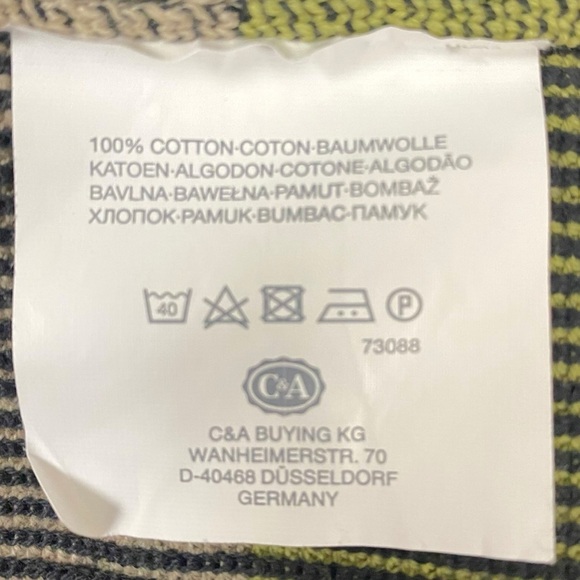 100% COTTON·COTON·BAUMWOLLE
KATOEN·ALGODON·COTONE·ALGODÃO
BAVLNA·BAWEŁNA·PAMUT·BOMBAŽ
ХЛОПОК·PAMUK·BUMBAC·ПАМУК
40
P
73088
C&A
C&A BUYING KG
WANHEIMERSTR. 70
D-40468 DÜSSELDORF
GERMANY